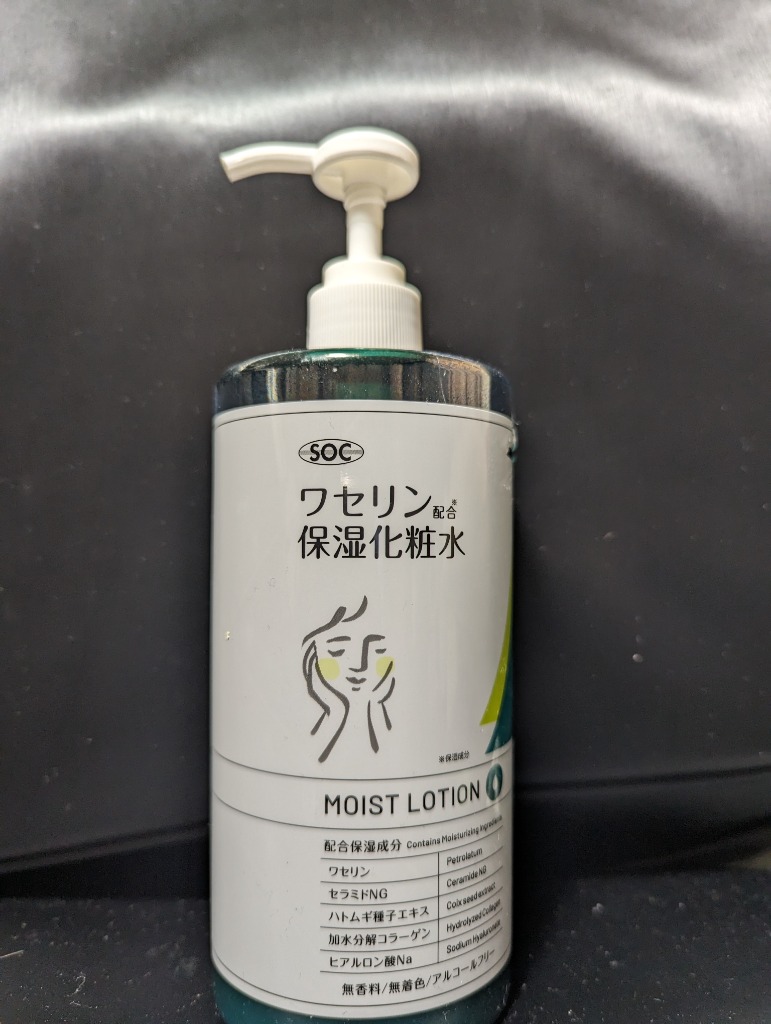 SOC
ワセリン配合※
保湿化粧水
※保湿成分
MOIST LOTION
配合保湿成分 Contains Moisturizing Ingredients
ワセリン Petrolatum
セラミドNG Ceramide NG
ハトムギ種子エキス Coix seed extract
加水分解コラーゲン Hydrolyzed Collagen
ヒアルロン酸Na Sodium Hyaluronate
無香料/無着色/アルコールフリー